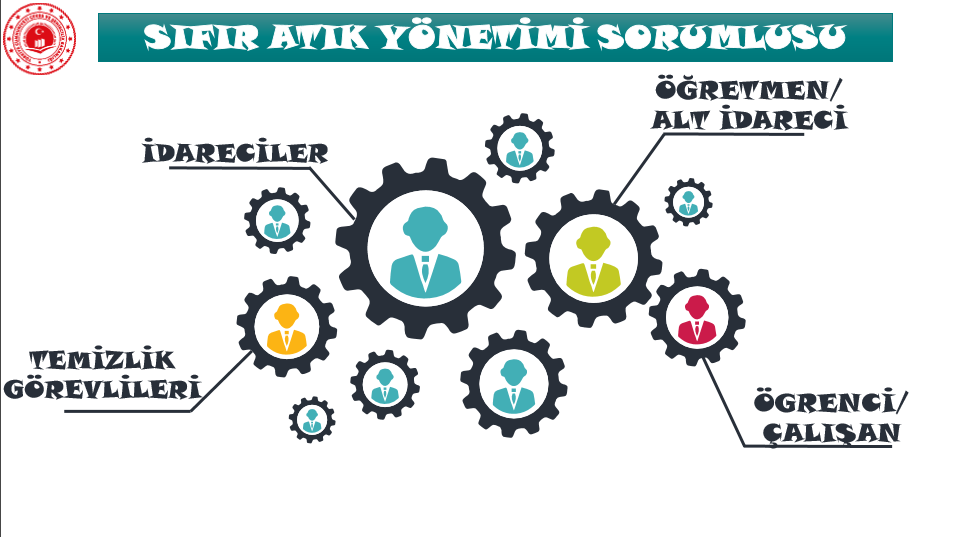 SIFIR ATIK YÖNETİMİ SORUMLUSU
ÖĞRETMEN/
ALT İDARECİ
İDARECİLER
TEMİZLİK
GÖREVLİLERİ
ÖGRENCİ/
ÇALIŞAN